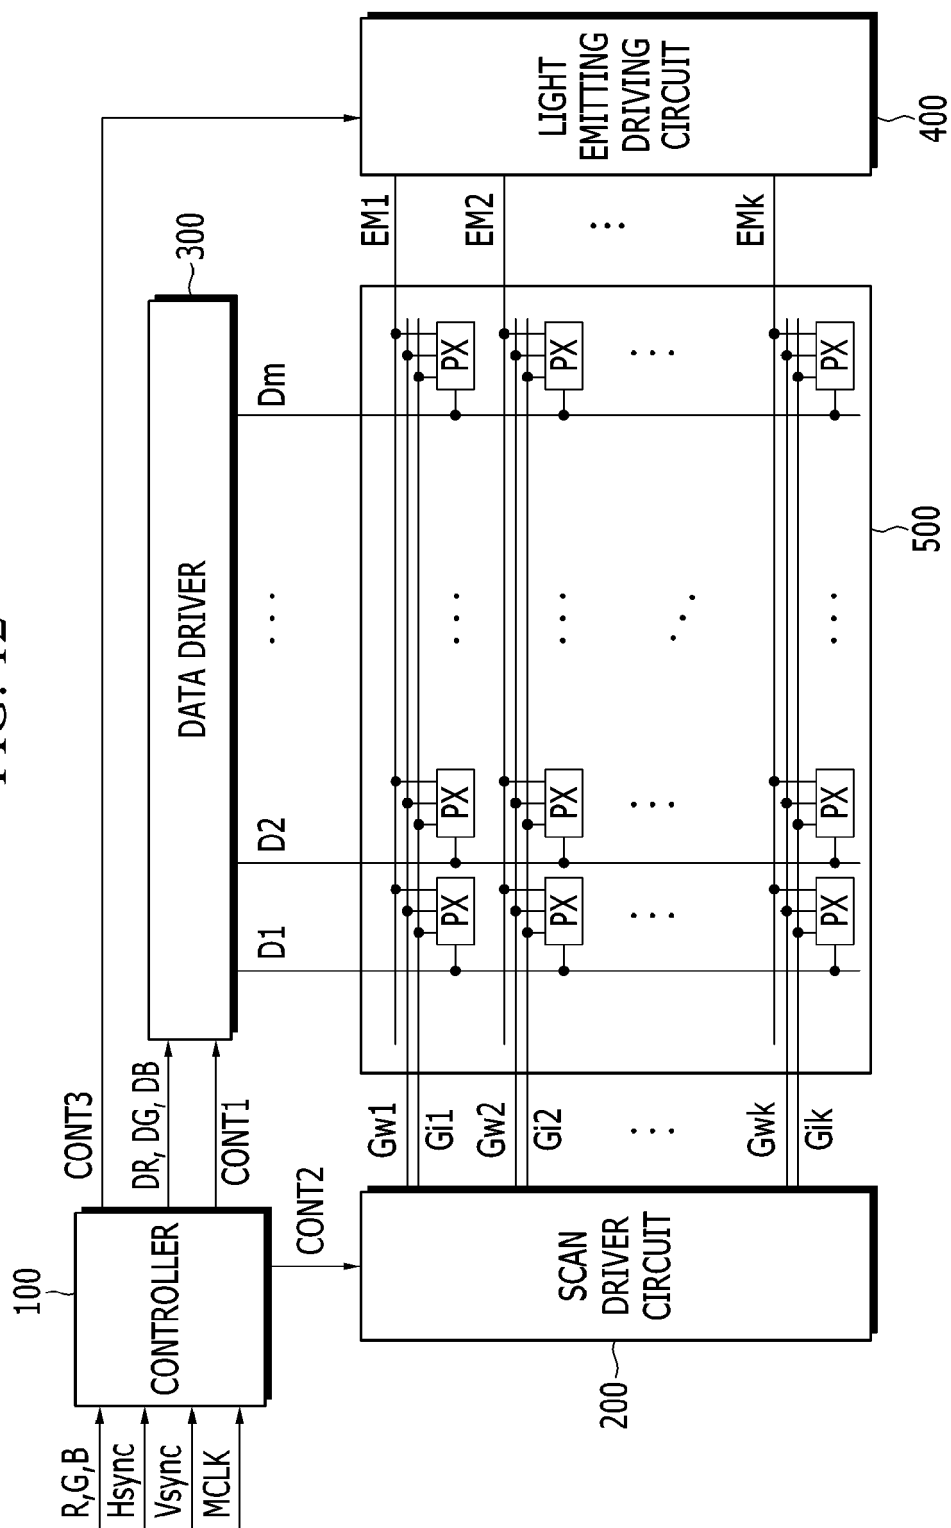 R,G,B
Hsync
Vsync
MCLK
100
CONTROLLER
CONT3
DR, DG, DB
CONT1
CONT2
DATA DRIVER
300
D1
D2
...
Dm
SCAN
DRIVER
CIRCUIT
200
Gw1
Gi1
Gw2
Gi2
...
Gwk
Gik
PX
PX
...
PX
PX
PX
...
PX
...
...
...
PX
PX
...
PX
500
EM1
EM2
...
EMk
LIGHT
EMITTING
DRIVING
CIRCUIT
400